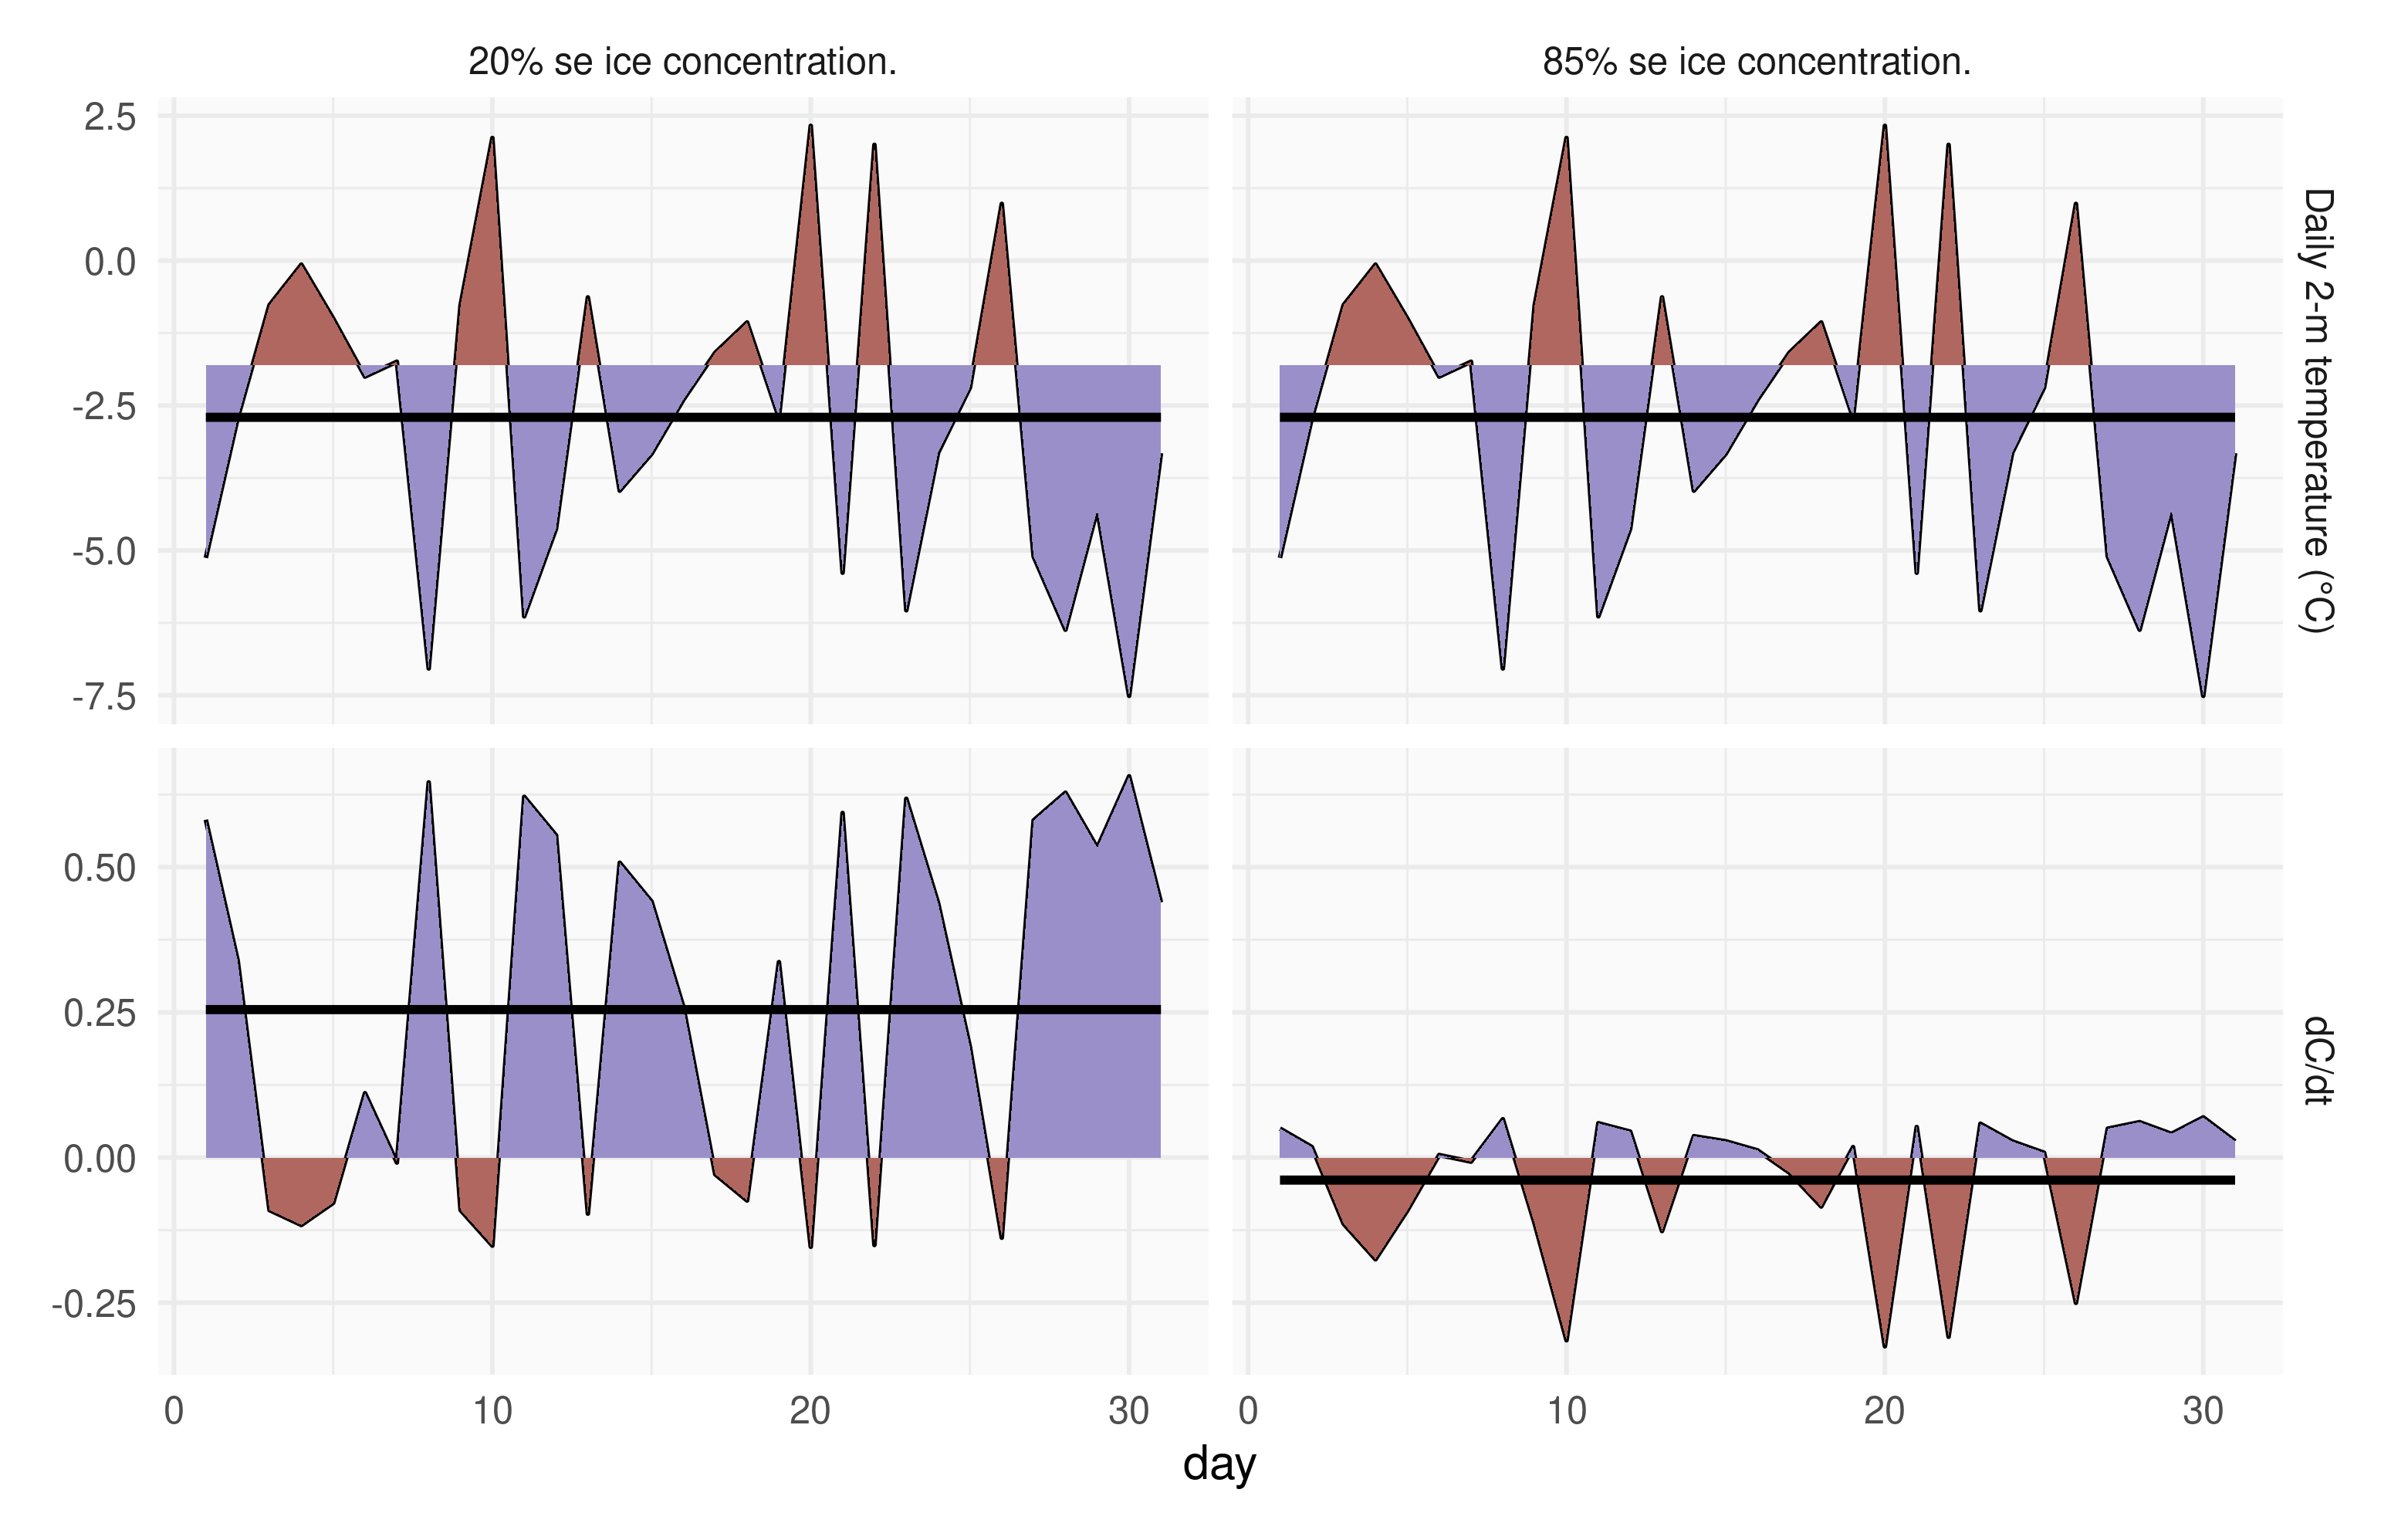 20% se ice concentration.
85% se ice concentration.
2.5
0.0
-2.5
-5.0
-7.5
Daily 2-m temperature (°C)
0.50
0.25
0.00
-0.25
dC/dt
0 10 20 30
0 10 20 30
day